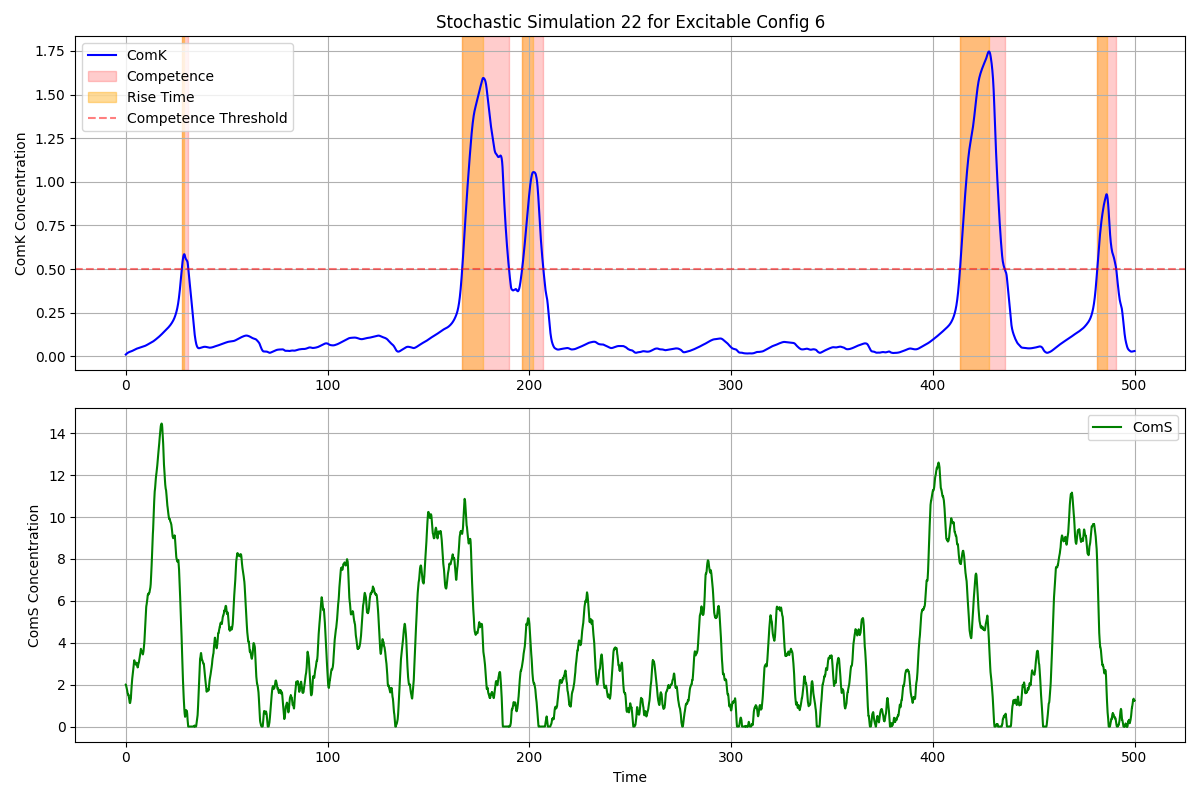 Stochastic Simulation 22 for Excitable Config 6
ComK Concentration
1.75
1.50
1.25
1.00
0.75
0.50
0.25
0.00
ComK
Competence
Rise Time
Competence Threshold
0 100 200 300 400 500
ComS Concentration
14
12
10
8
6
4
2
0
ComS
0 100 200 300 400 500
Time